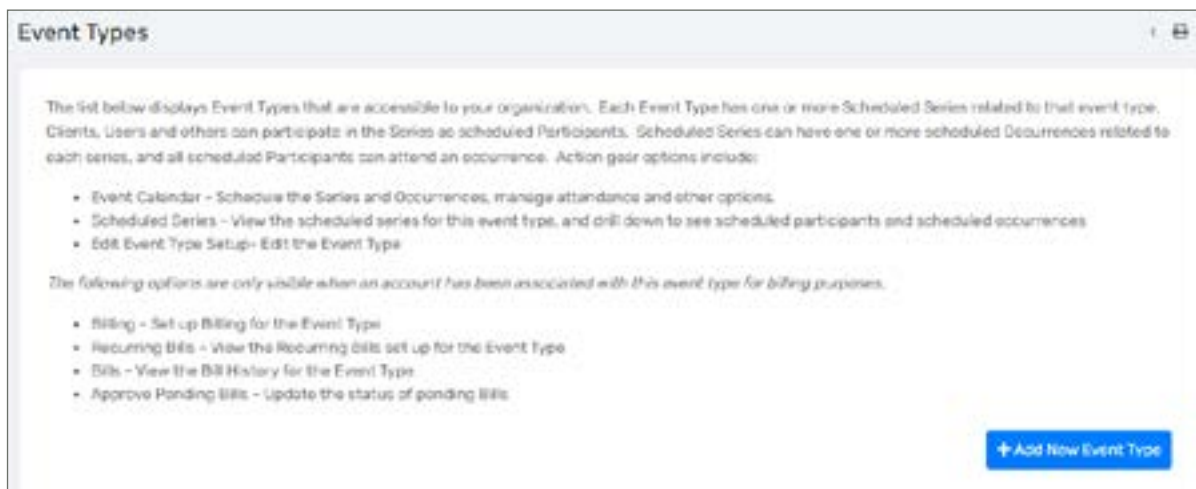 Event Types
The list below displays Event Types that are accessible to your organization. Each Event Type has one or more Scheduled Series related to that event type.
Clients, Users and others can participate in the Series as scheduled Participants. Scheduled Series can have one or more scheduled Occurrences related to
each series, and all scheduled Participants can attend an occurrence. Action gear options include:
• Event Calendar - Schedule the Series and Occurrences, manage attendance and other options.
• Scheduled Series - View the scheduled series for this event type, and drill down to see scheduled participants and scheduled occurrences
• Edit Event Type Setup- Edit the Event Type
The following options are only visible when an account has been associated with this event type for billing purposes.
• Billing - Set up Billing for the Event Type
• Recurring Bills - View the Recurring Bills set up for the Event Type
• Bills - View the Bill History for the Event Type
• Approve Pending Bills - Update the status of pending Bills
+ Add New Event Type